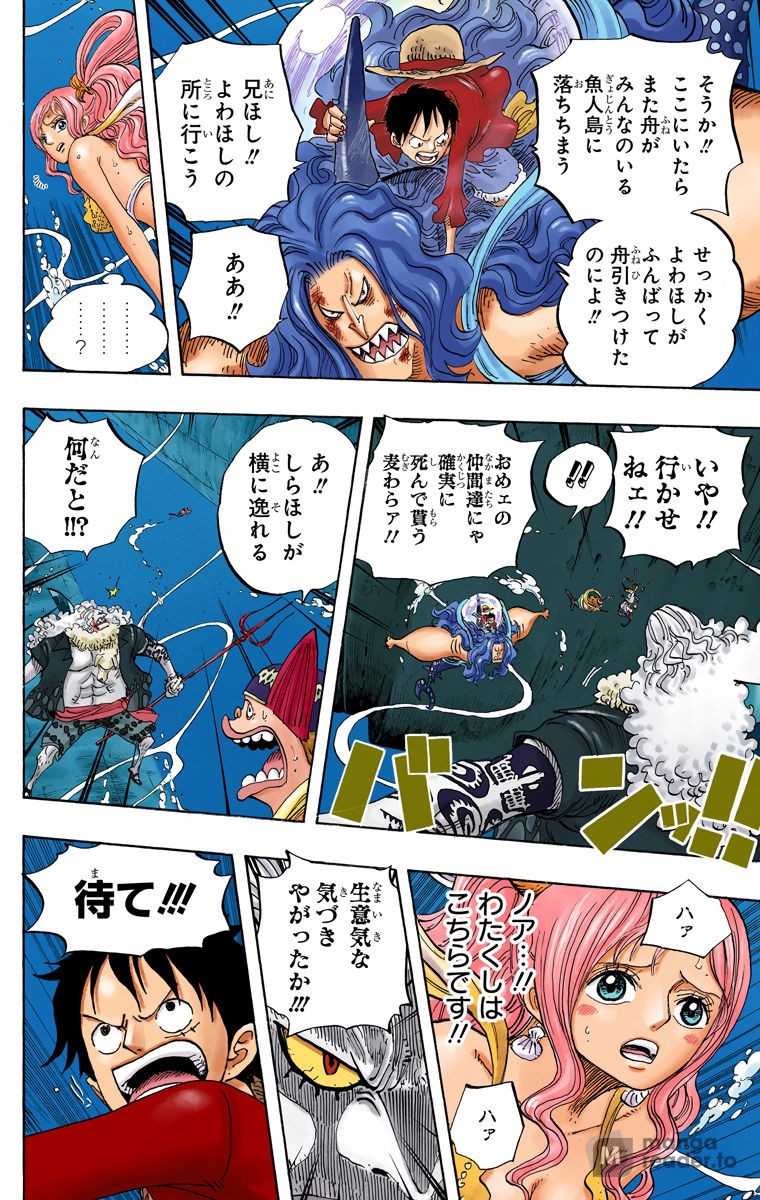 そうか!!
ここにいたら
また舟が
みんなのいる
魚人島に
落ちちまう
せっかく
よわほしが
ふんばって
舟引きつけた
のによ!!
兄ほし!!
よわほしの
所に行こう
ああ!!
………
………?
いや!!
行かせ
ねェ!!
!!
おめェの
仲間達にゃ
確実に
死んで貰う
麦わらァ!!
バンッ!!
あ!!
しらほしが
横に逸れる
何だと!!?
ハァ
ノア…!!
わたくしは
こちらです!!
ハァ
生意気な
気づき
やがったか!!!
待て!!!
manga
reader.to